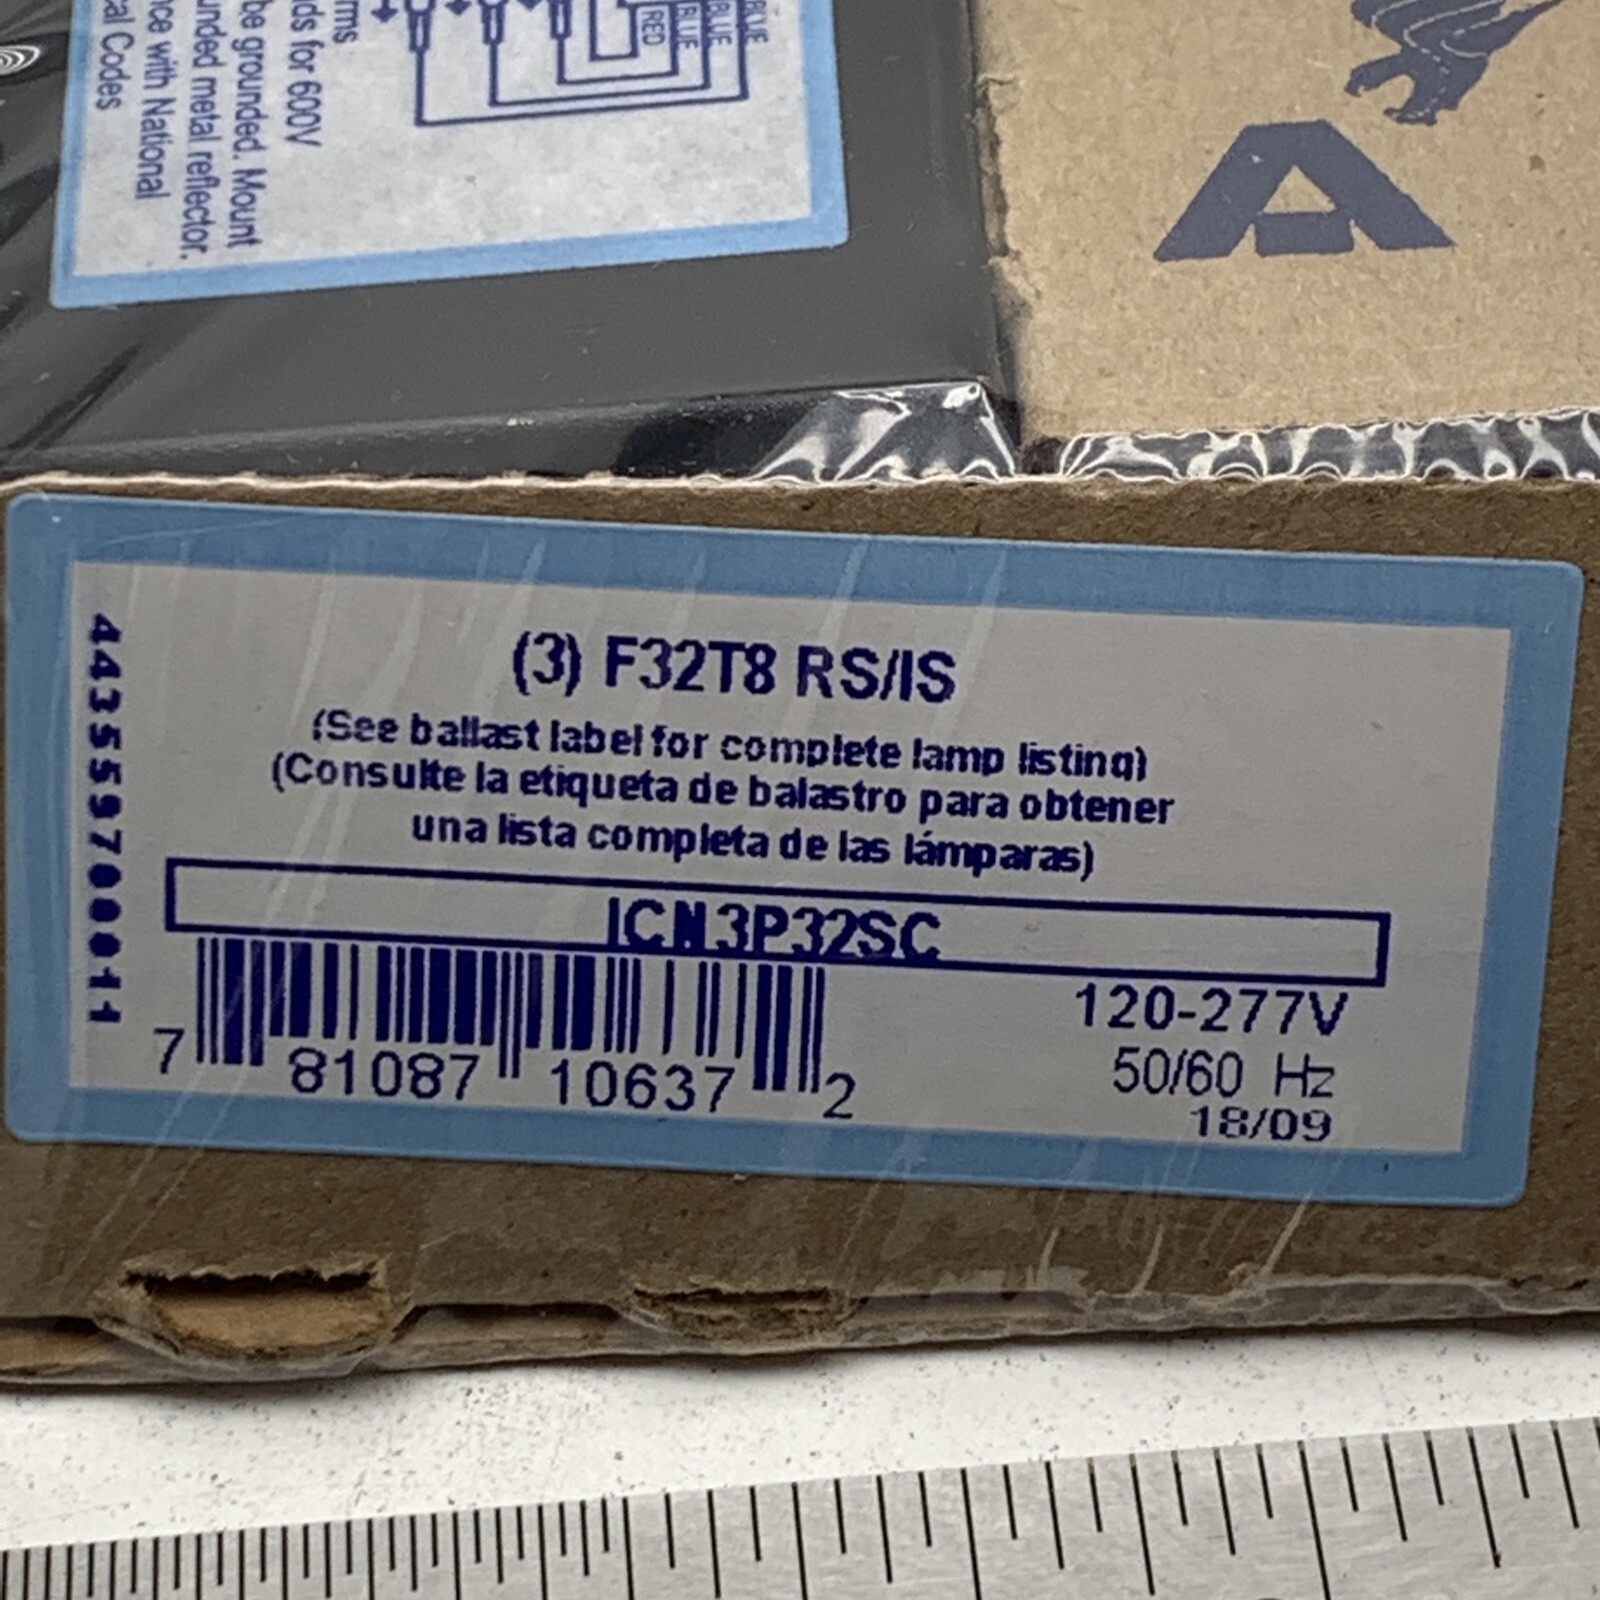 BLUE
BLUE
BLUE
RED
rms
ds for 600V
be grounded. Mount
unded metal reflector.
nce with National
al Codes
A
(3) F32T8 RS/IS
(See ballast label for complete lamp listing)
(Consulte la etiqueta de balastro para obtener
una lista completa de las lámparas)
ICN3P32SC
443559700011
7 81087 10637 2
120-277V
50/60 Hz
18/09